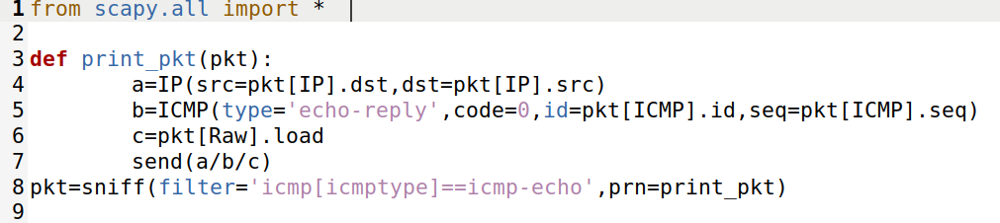 1 from scapy.all import *
2
3 def print_pkt(pkt):
4         a=IP(src=pkt[IP].dst,dst=pkt[IP].src)
5         b=ICMP(type='echo-reply',code=0,id=pkt[ICMP].id,seq=pkt[ICMP].seq)
6         c=pkt[Raw].load
7         send(a/b/c)
8 pkt=sniff(filter='icmp[icmptype]==icmp-echo',prn=print_pkt)
9